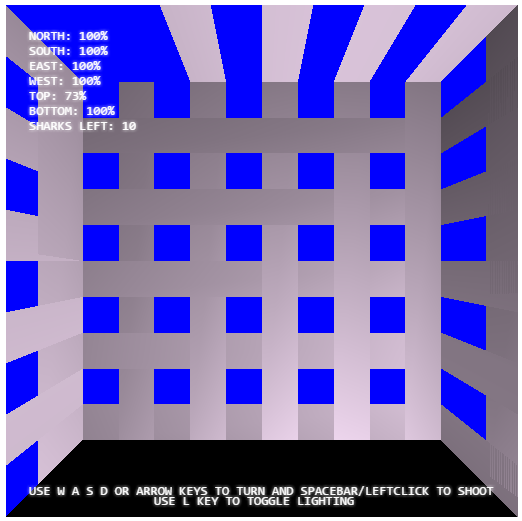 NORTH: 100%
SOUTH: 100%
EAST: 100%
WEST: 100%
TOP: 73%
BOTTOM: 100%
SHARKS LEFT: 10
USE W A S D OR ARROW KEYS TO TURN AND SPACEBAR/LEFTCLICK TO SHOOT
USE L KEY TO TOGGLE LIGHTING